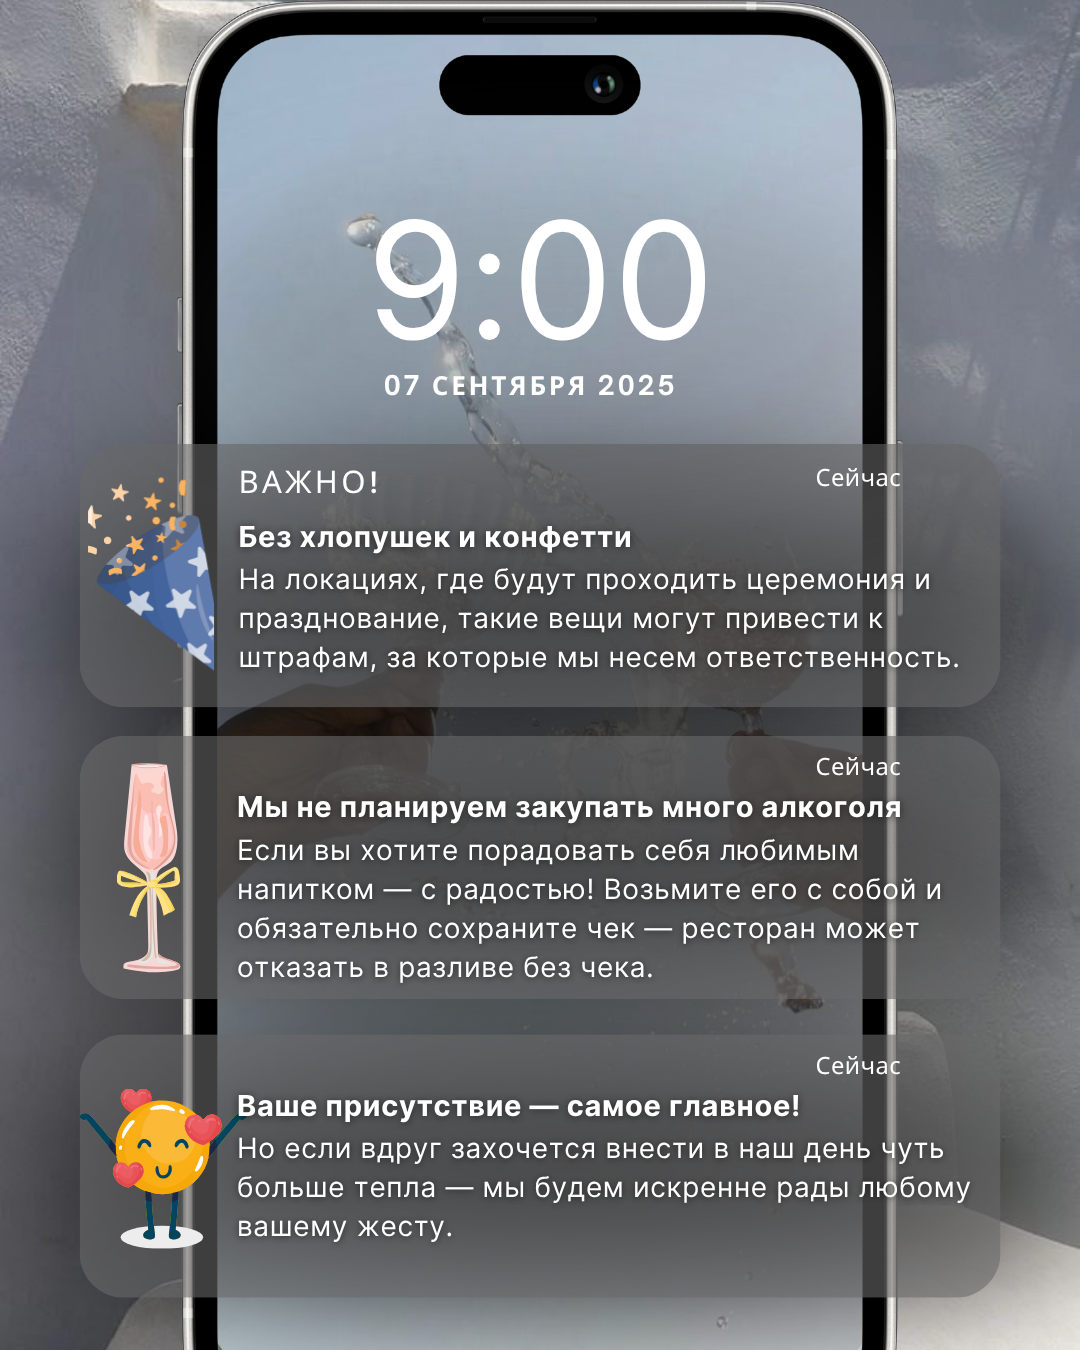 9:00
07 СЕНТЯБРЯ 2025
ВАЖНО!
Сейчас
Без хлопушек и конфетти
На локациях, где будут проходить церемония и
празднование, такие вещи могут привести к
штрафам, за которые мы несем ответственность.
Сейчас
Мы не планируем закупать много алкоголя
Если вы хотите порадовать себя любимым
напитком — с радостью! Возьмите его с собой и
обязательно сохраните чек — ресторан может
отказать в разливе без чека.
Сейчас
Ваше присутствие — самое главное!
Но если вдруг захочется внести в наш день чуть
больше тепла — мы будем искренне рады любому
вашему жесту.